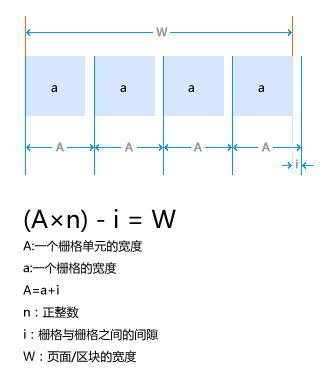 W
a a a a
A A A A
i
(A×n) - i = W
A:一个栅格单元的宽度
a:一个栅格的宽度
A=a+i
n：正整数
i：栅格与栅格之间的间隙
W：页面/区块的宽度